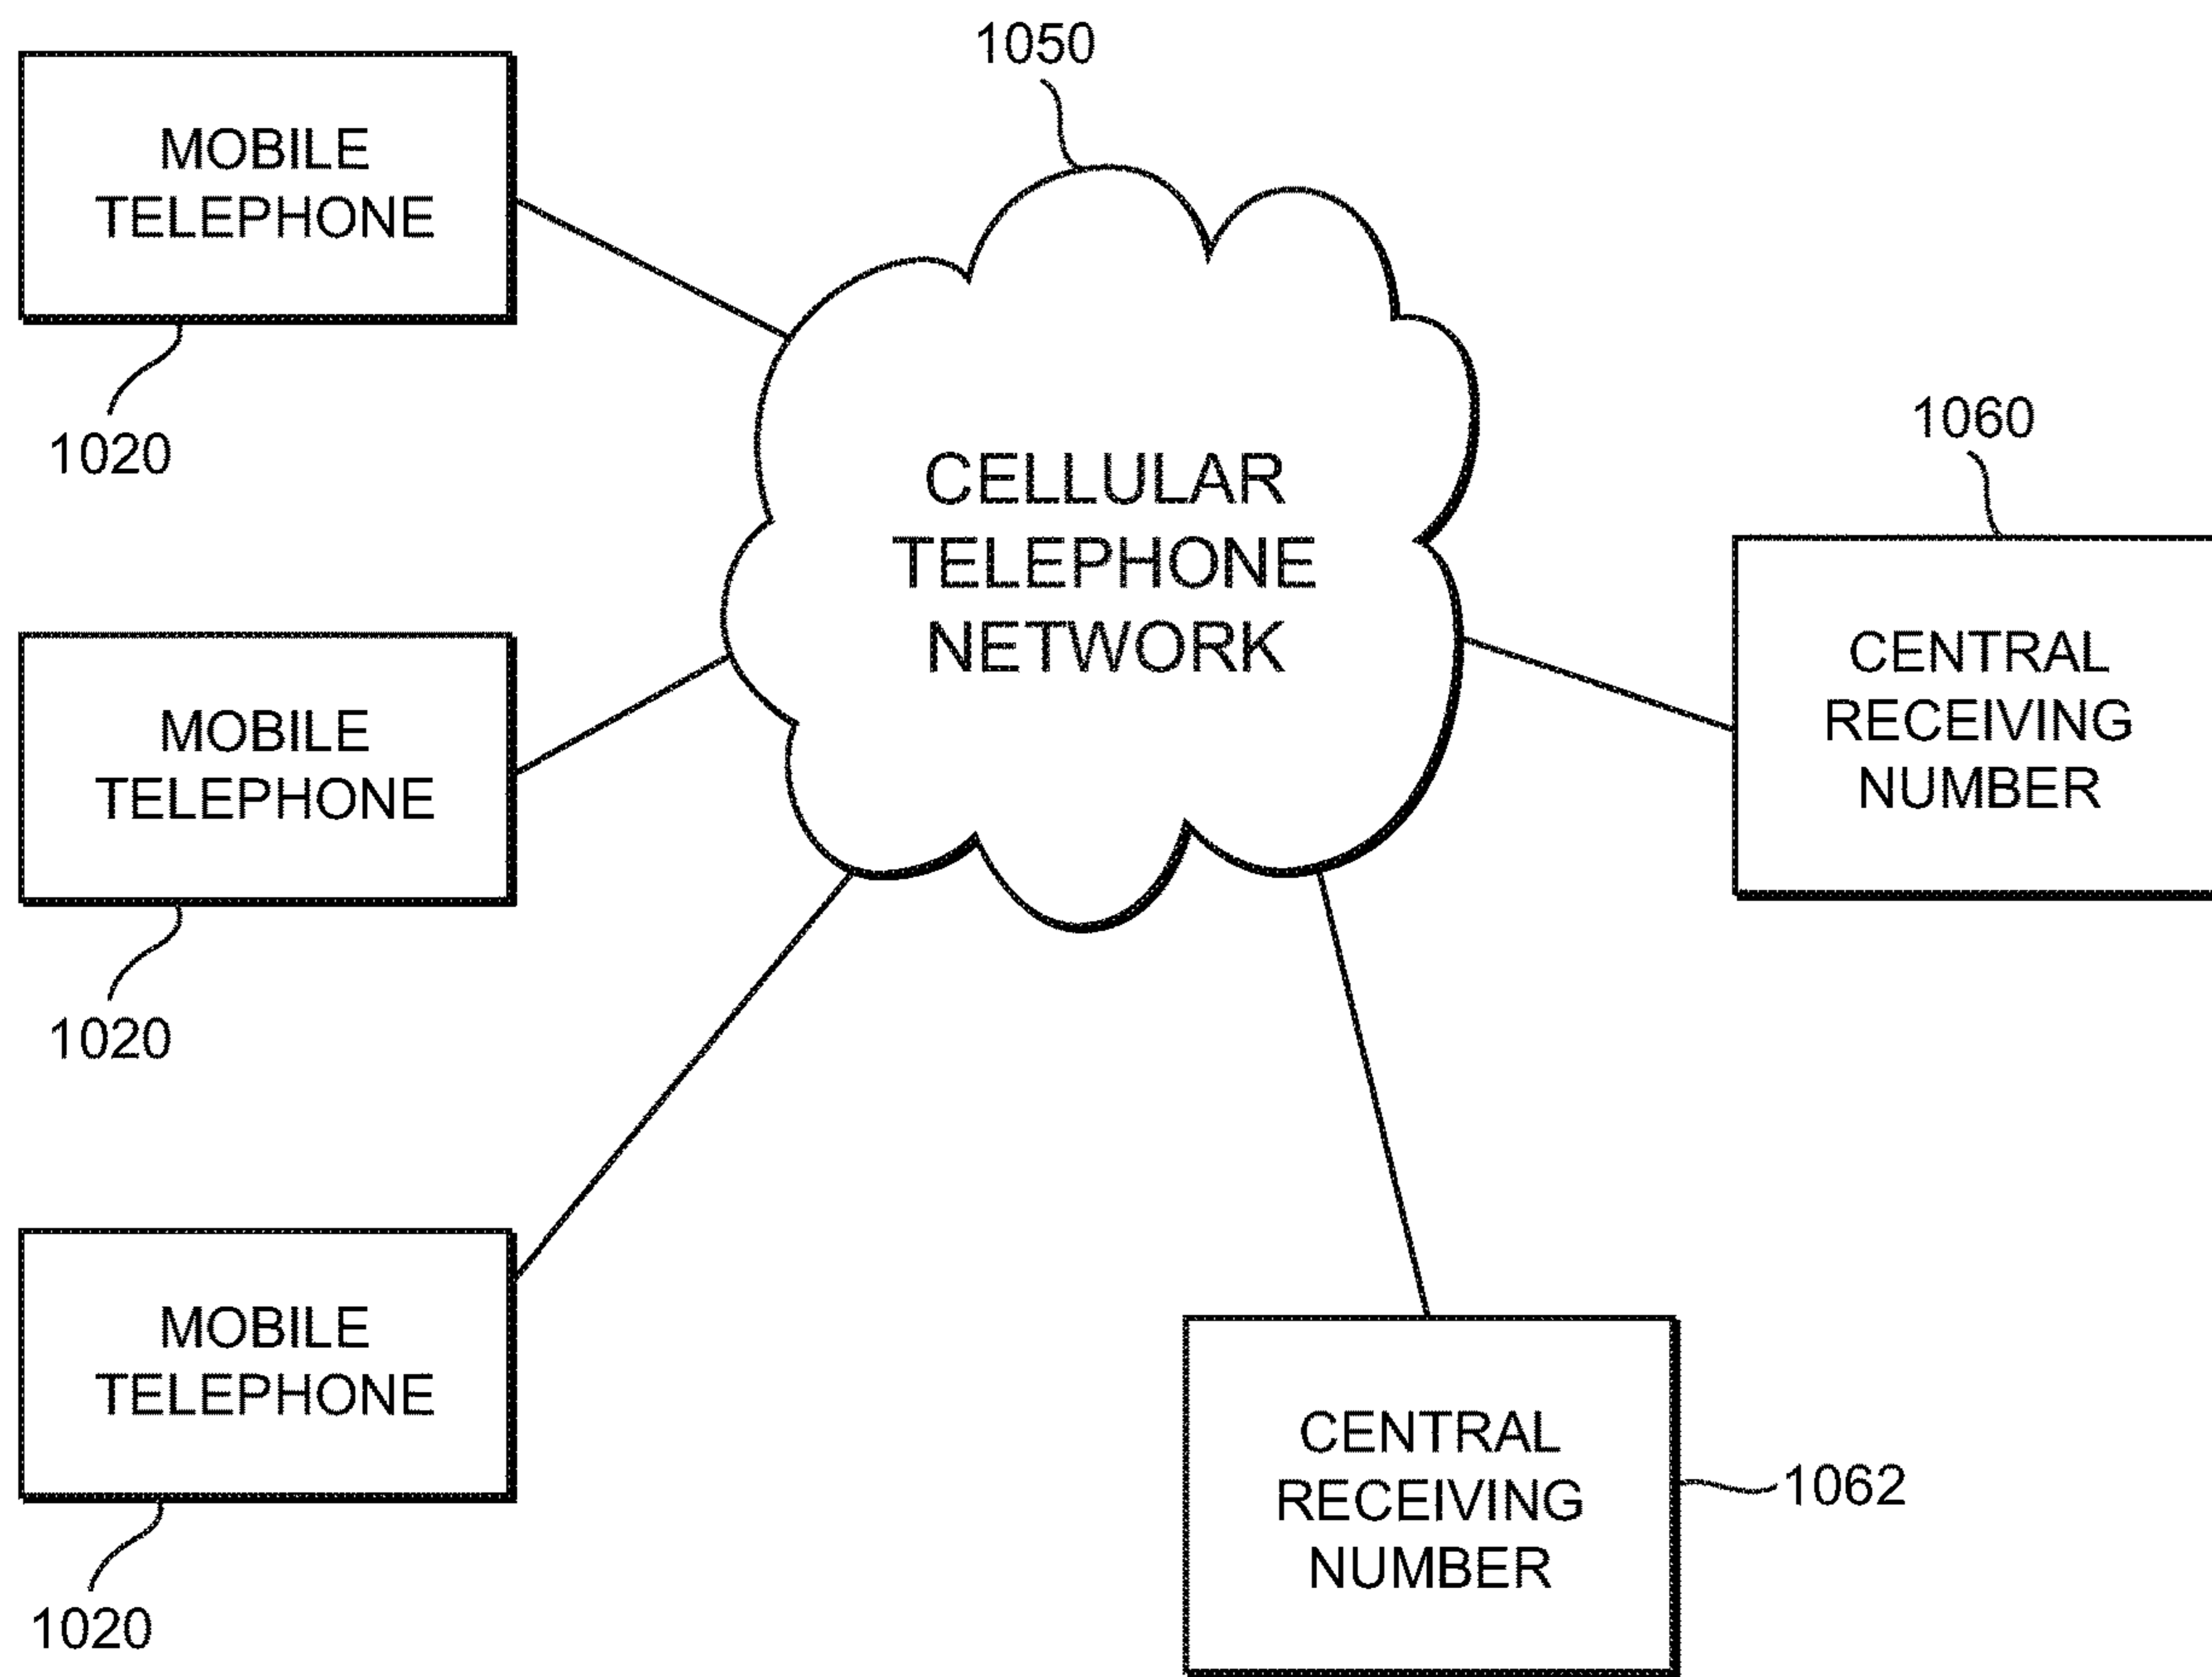 1050
MOBILE
TELEPHONE
1020
CELLULAR
TELEPHONE
NETWORK
1060
MOBILE
TELEPHONE
1020
CENTRAL
RECEIVING
NUMBER
MOBILE
TELEPHONE
1020
CENTRAL
RECEIVING
NUMBER
1062